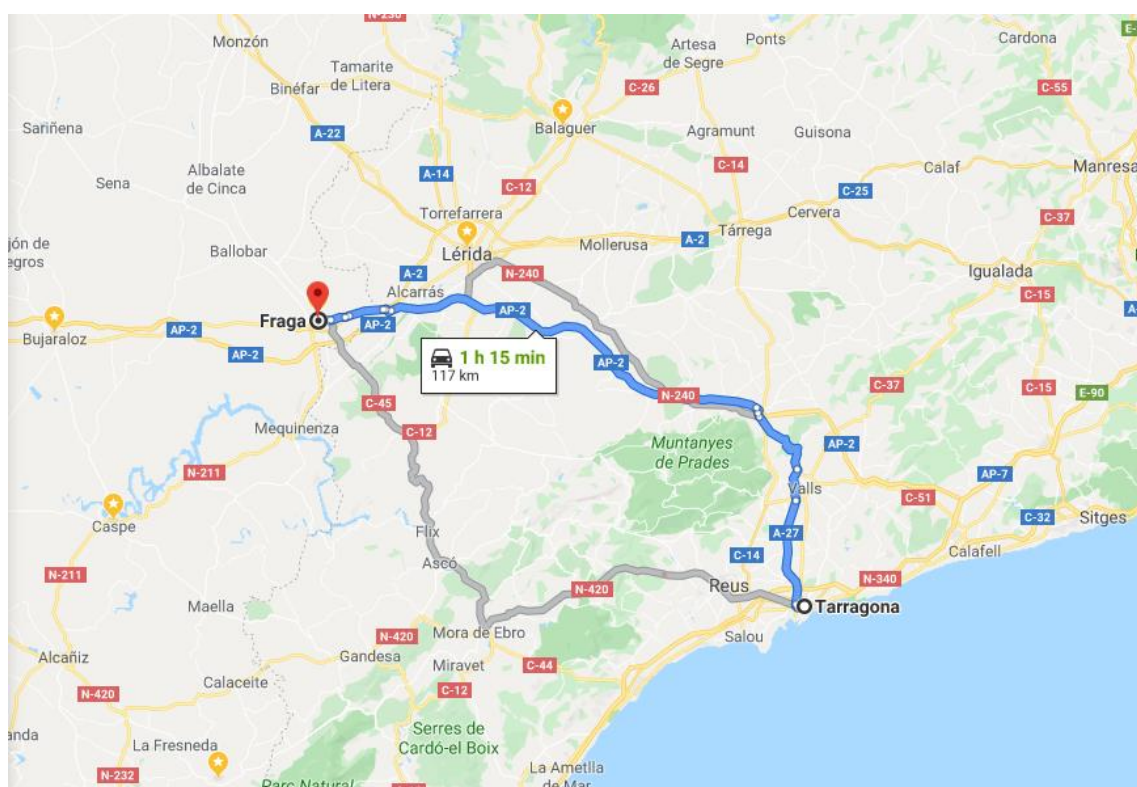 N-230
Ponts
Cardona
Monzón
Artesa
de Segre
Tamarite
de Litera
Binéfar
C-26
C-55
Sariñena
A-22
Balaguer
Agramunt
Guisona
Albalate
de Cinca
Sena
A-14
C-14
Calaf
Manresa
C-12
C-25
Torrefarrera
Cervera
C-37
Ballobar
Lérida
Mollerusa
A-2
Tárrega
A-2
N-240
Igualada
Alcarrás
C-15
Fraga
AP-2
AP-2
AP-2
Bujaraloz
AP-2
1 h 15 min
117 km
AP-2
C-37
C-15
E-90
C-45
N-240
Mequinenza
C-12
Muntanyes
de Prades
AP-2
N-211
AP-7
Valls
C-51
Caspe
C-32
Sitges
Flix
A-27
Calafell
C-14
Ascó
N-211
N-340
N-420
Reus
Maella
Tarragona
Mora de Ebro
Salou
N-420
Alcañiz
Gandesa
Miravet
C-44
Calaceite
C-12
N-420
Serres de
Cardó-el Boix
La Fresneda
La Ametlla
de Mar
N-232
Parc Natural